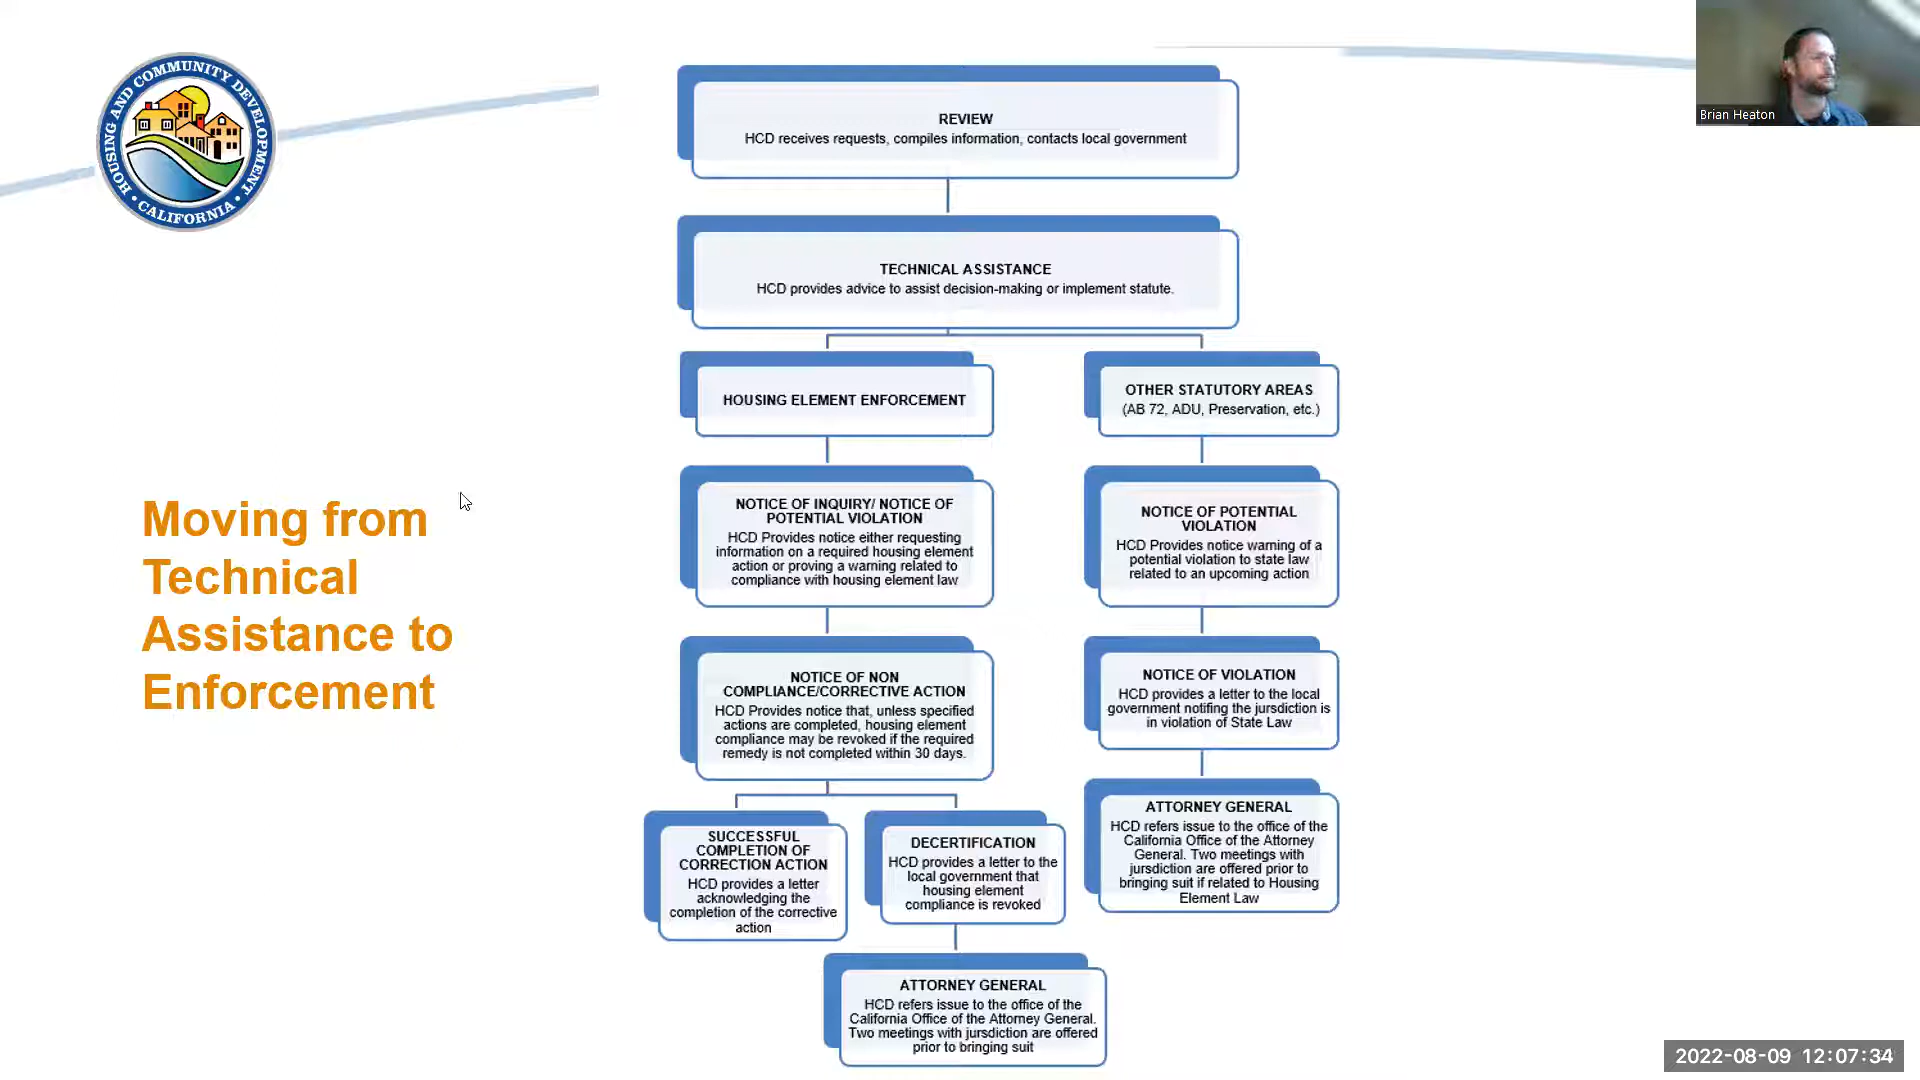 HOUSING AND COMMUNITY DEVELOPMENT
• CALIFORNIA •
Moving from
Technical
Assistance to
Enforcement
REVIEW
HCD receives requests, compiles information, contacts local government
TECHNICAL ASSISTANCE
HCD provides advice to assist decision-making or implement statute.
HOUSING ELEMENT ENFORCEMENT
NOTICE OF INQUIRY/ NOTICE OF
POTENTIAL VIOLATION
HCD Provides notice either requesting
information on a required housing element
action or proving a warning related to
compliance with housing element law
NOTICE OF NON
COMPLIANCE/CORRECTIVE ACTION
HCD Provides notice that, unless specified
actions are completed, housing element
compliance may be revoked if the required
remedy is not completed within 30 days.
SUCCESSFUL
COMPLETION OF
CORRECTION ACTION
HCD provides a letter
acknowledging the
completion of the corrective
action
DECERTIFICATION
HCD provides a letter to the
local government that
housing element
compliance is revoked
ATTORNEY GENERAL
HCD refers issue to the office of the
California Office of the Attorney General.
Two meetings with jursdiction are offered
prior to bringing suit
OTHER STATUTORY AREAS
(AB 72, ADU, Preservation, etc.)
NOTICE OF POTENTIAL
VIOLATION
HCD Provides notice warning of a
potential violation to state law
related to an upcoming action
NOTICE OF VIOLATION
HCD provides a letter to the local
government notifing the jurisdiction is
in violation of State Law
ATTORNEY GENERAL
HCD refers issue to the office of the
California Office of the Attorney
General. Two meetings with
jursdiction are offered prior to
bringing suit if related to Housing
Element Law
Brian Heaton
2022-08-09 12:07:34